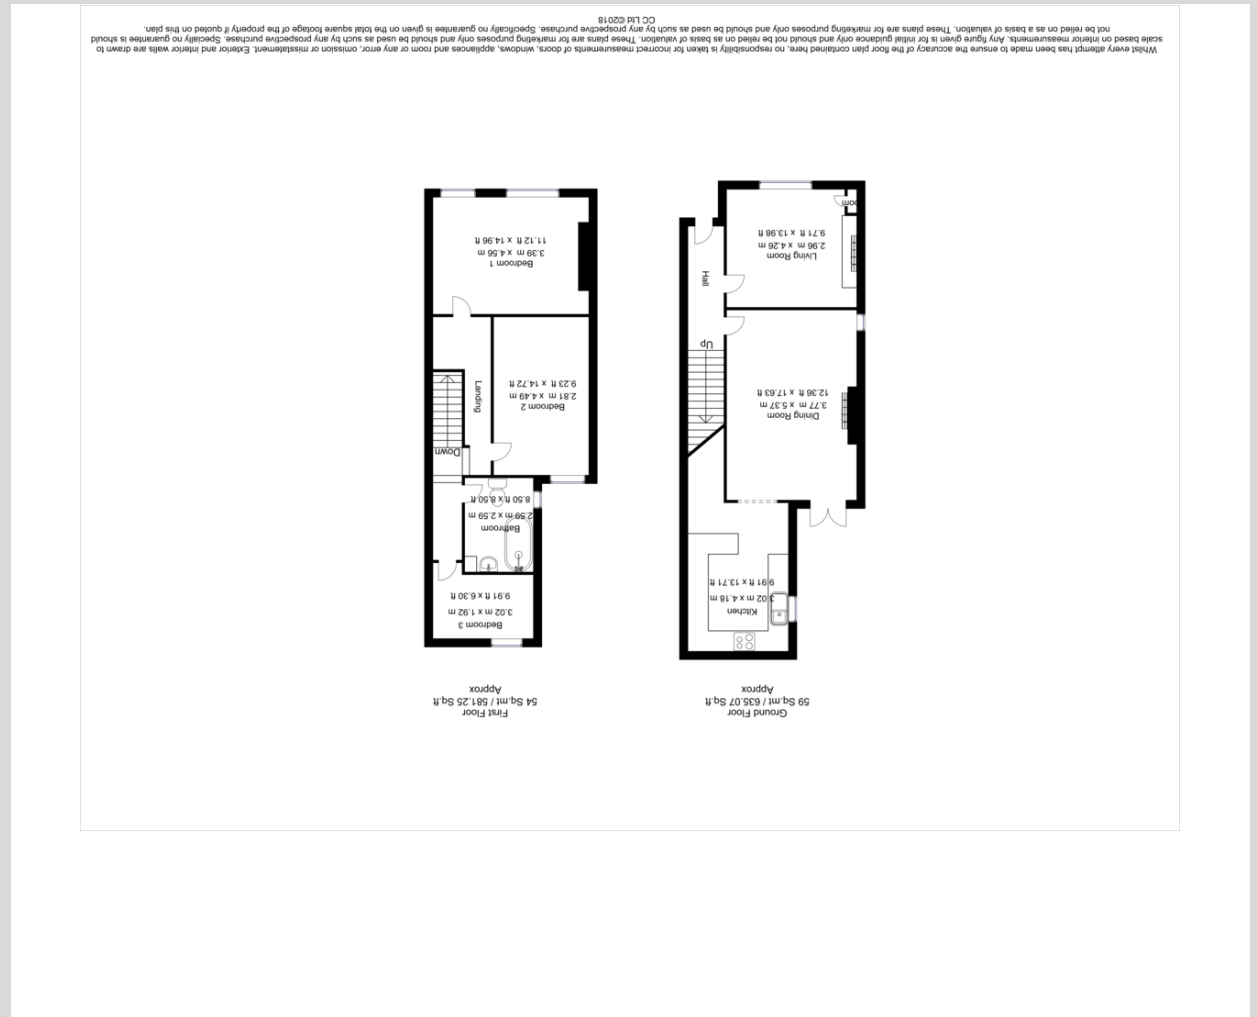 Ground Floor
59 Sq.mt / 635.07 Sq.ft
Approx
Kitchen
3.02 m x 4.18 m
9.91 ft x 13.71 ft
Dining Room
3.77 m x 5.37 m
12.36 ft x 17.63 ft
Up
Hall
Living Room
2.96 m x 4.26 m
9.71 ft x 13.98 ft
First Floor
54 Sq.mt / 581.25 Sq.ft
Approx
Bedroom 3
3.02 m x 1.92 m
9.91 ft x 6.30 ft
Bathroom
2.59 m x 2.59 m
8.50 ft x 8.50 ft
Down
Landing
Bedroom 2
2.81 m x 4.49 m
9.23 ft x 14.72 ft
Bedroom 1
3.39 m x 4.56 m
11.12 ft x 14.96 ft
Whilst every attempt has been made to ensure the accuracy of the floor plan contained here, no responsibility is taken for incorrect measurements of doors, windows, appliances and room or any error, omission or misstatement. Exterior and interior walls are drawn to
scale based on interior measurements. Any figure given is for initial guidance only and should not be relied on as basis of valuation. These plans are for marketing purposes only and should be used as such by any prospective purchase. Specially no guarantee is should
not be relied on as a basis of valuation. These plans are for marketing purposes only and should be used as such by any prospective purchase. Specifically no guarantee is given on the total square footage of the property if quoted on this plan.
CC Ltd ©2018